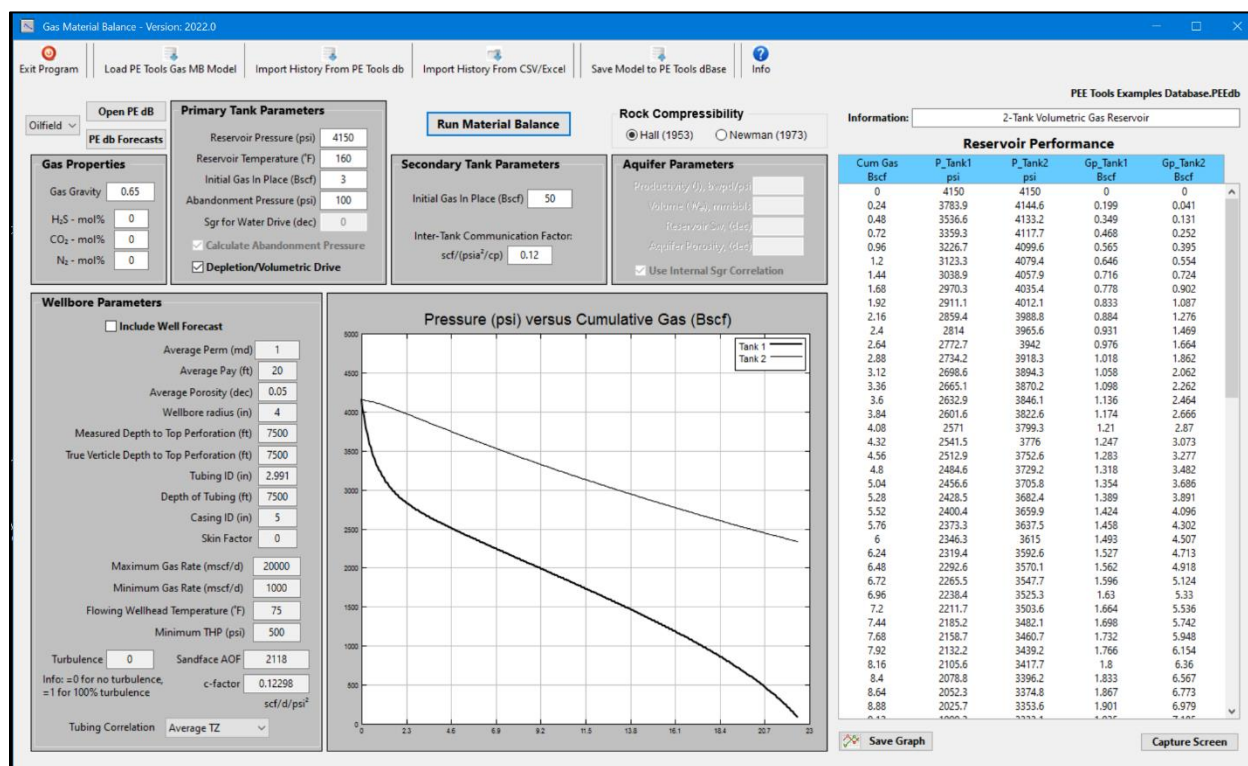 Gas Material Balance - Version: 2022.0
Exit Program
Load PE Tools Gas MB Model
Import History From PE Tools db
Import History From CSV/Excel
Save Model to PE Tools dBase
Info
PEE Tools Examples Database.PEEdb
Oilfield
Open PE dB
PE db Forecasts
Gas Properties
Gas Gravity 0.65
H₂S - mol% 0
CO₂ - mol% 0
N₂ - mol% 0
Primary Tank Parameters
Reservoir Pressure (psi) 4150
Reservoir Temperature (°F) 160
Initial Gas In Place (Bscf) 3
Abandonment Pressure (psi) 100
Sgr for Water Drive (dec) 0
Calculate Abandonment Pressure
Depletion/Volumetric Drive
Run Material Balance
Secondary Tank Parameters
Initial Gas In Place (Bscf) 50
Inter-Tank Communication Factor:
scf/(psia²/cp) 0.12
Rock Compressibility
Hall (1953) Newman (1973)
Aquifer Parameters
Productivity (J), bwpd/psi
Volume (Wₐᵢ), mmbbls
Reservoir Sw, (dec)
Aquifer Porosity, (dec)
Use Internal Sgr Correlation
Wellbore Parameters
Include Well Forecast
Average Perm (md) 1
Average Pay (ft) 20
Average Porosity (dec) 0.05
Wellbore radius (in) 4
Measured Depth to Top Perforation (ft) 7500
True Verticle Depth to Top Perforation (ft) 7500
Tubing ID (in) 2.991
Depth of Tubing (ft) 7500
Casing ID (in) 5
Skin Factor 0
Maximum Gas Rate (mscf/d) 20000
Minimum Gas Rate (mscf/d) 1000
Flowing Wellhead Temperature (°F) 75
Minimum THP (psi) 500
Turbulence 0 Sandface AOF 2118
Info: =0 for no turbulence,
=1 for 100% turbulence
c-factor 0.12298
scf/d/psi²
Tubing Correlation Average TZ
Pressure (psi) versus Cumulative Gas (Bscf)
Tank 1
Tank 2
5000
4500
4000
3500
3000
2500
2000
1500
1000
500
0
0 2.3 4.6 6.9 9.2 11.5 13.8 16.1 18.4 20.7 23
Information: 2-Tank Volumetric Gas Reservoir
Reservoir Performance
Cum Gas P_Tank1 P_Tank2 Gp_Tank1 Gp_Tank2
Bscf psi psi Bscf Bscf
0 4150 4150 0 0
0.24 3783.9 4144.6 0.199 0.041
0.48 3536.6 4133.2 0.349 0.131
0.72 3359.3 4117.7 0.468 0.252
0.96 3226.7 4099.6 0.565 0.395
1.2 3123.3 4079.4 0.646 0.554
1.44 3038.9 4057.9 0.716 0.724
1.68 2970.3 4035.4 0.778 0.902
1.92 2911.1 4012.1 0.833 1.087
2.16 2859.4 3988.8 0.884 1.276
2.4 2814 3965.6 0.931 1.469
2.64 2772.7 3942 0.976 1.664
2.88 2734.2 3918.3 1.018 1.862
3.12 2698.6 3894.3 1.058 2.062
3.36 2665.1 3870.2 1.098 2.262
3.6 2632.9 3846.1 1.136 2.464
3.84 2601.6 3822.6 1.174 2.666
4.08 2571 3799.3 1.21 2.87
4.32 2541.5 3776 1.247 3.073
4.56 2512.9 3752.6 1.283 3.277
4.8 2484.6 3729.2 1.318 3.482
5.04 2456.6 3705.8 1.354 3.686
5.28 2428.5 3682.4 1.389 3.891
5.52 2400.4 3659.9 1.424 4.096
5.76 2373.3 3637.5 1.458 4.302
6 2346.3 3615 1.493 4.507
6.24 2319.4 3592.6 1.527 4.713
6.48 2292.6 3570.1 1.562 4.918
6.72 2265.5 3547.7 1.596 5.124
6.96 2238.4 3525.3 1.63 5.33
7.2 2211.7 3503.6 1.664 5.536
7.44 2185.2 3482.1 1.698 5.742
7.68 2158.7 3460.7 1.732 5.948
7.92 2132.2 3439.2 1.766 6.154
8.16 2105.6 3417.7 1.8 6.36
8.4 2078.8 3396.2 1.833 6.567
8.64 2052.3 3374.8 1.867 6.773
8.88 2025.7 3353.6 1.901 6.979
Save Graph
Capture Screen